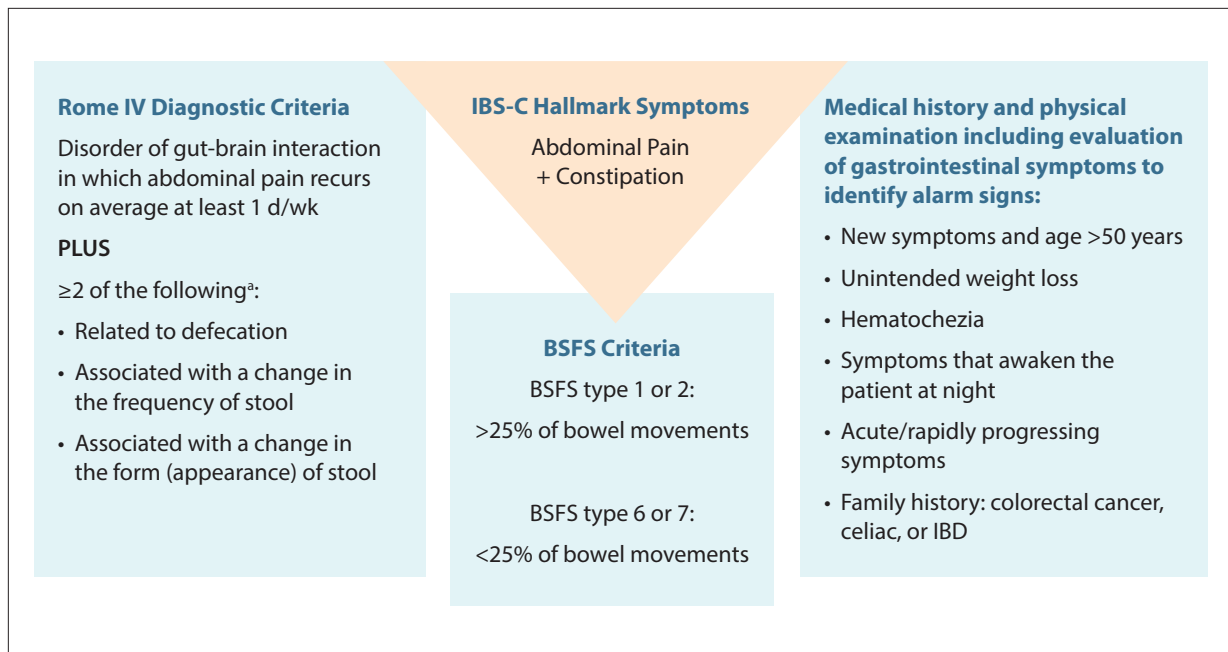 Rome IV Diagnostic Criteria
Disorder of gut-brain interaction
in which abdominal pain recurs
on average at least 1 d/wk
PLUS
≥2 of the followingᵃ:
• Related to defecation
• Associated with a change in
the frequency of stool
• Associated with a change in
the form (appearance) of stool
IBS-C Hallmark Symptoms
Abdominal Pain
+ Constipation
BSFS Criteria
BSFS type 1 or 2:
>25% of bowel movements
BSFS type 6 or 7:
<25% of bowel movements
Medical history and physical
examination including evaluation
of gastrointestinal symptoms to
identify alarm signs:
• New symptoms and age >50 years
• Unintended weight loss
• Hematochezia
• Symptoms that awaken the
patient at night
• Acute/rapidly progressing
symptoms
• Family history: colorectal cancer,
celiac, or IBD